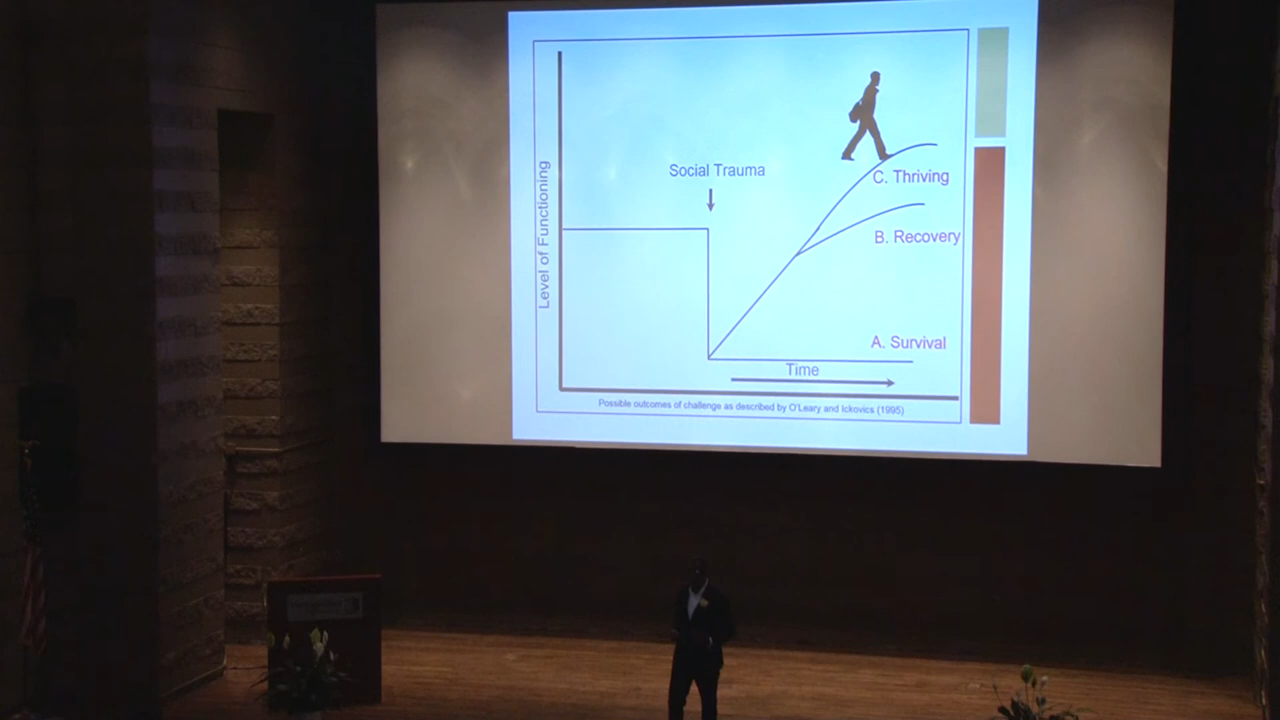 Social Trauma
Level of Functioning
C. Thriving
B. Recovery
A. Survival
Time
Possible outcomes of challenge as described by O'Leary and Ickovics (1995)